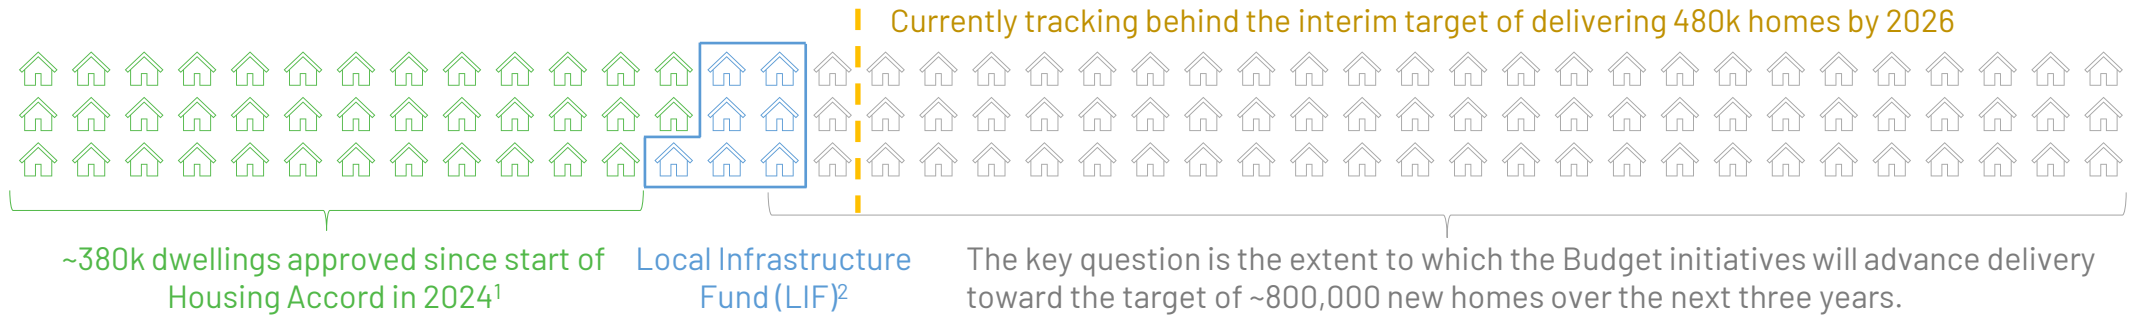 Currently tracking behind the interim target of delivering 480k homes by 2026
~380k dwellings approved since start of
Housing Accord in 2024¹
Local Infrastructure
Fund (LIF)²
The key question is the extent to which the Budget initiatives will advance delivery
toward the target of ~800,000 new homes over the next three years.